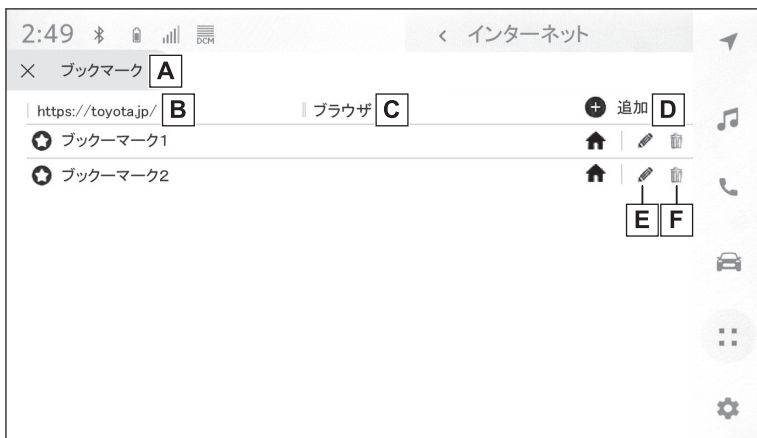 2:49 DCM < インターネット
× ブックマーク A
https://toyota.jp/ B ブラウザ C + 追加 D
ブックーマーク1
ブックーマーク2
E F